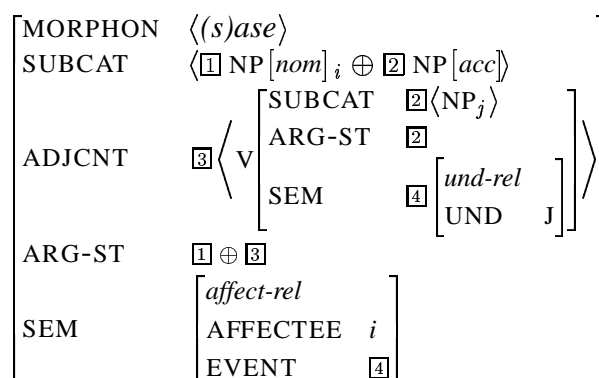 MORPHON ⟨(s)ase⟩
SUBCAT ⟨[1] NP[nom] i ⊕ [2] NP[acc]⟩
ADJCNT [3]⟨V [SUBCAT [2]⟨NPj⟩
ARG-ST [2]
SEM [4] [und-rel
UND J]]⟩
ARG-ST [1] ⊕ [3]
SEM [affect-rel
AFFECTEE i
EVENT [4]]